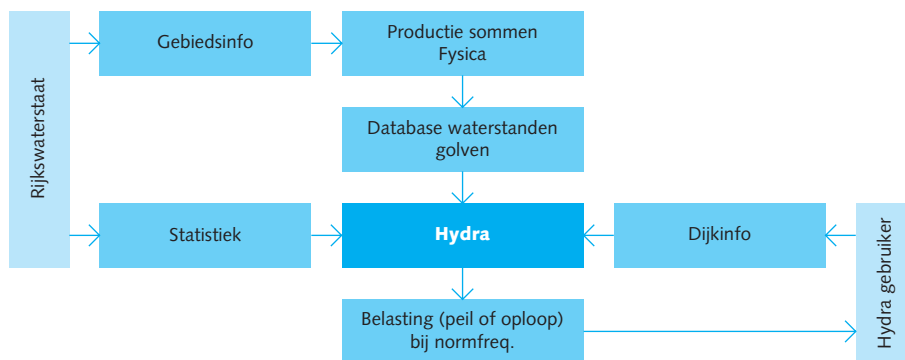 Rijkswaterstaat
Gebiedsinfo
Productie sommen
Fysica
Database waterstanden
golven
Statistiek
Hydra
Dijkinfo
Hydra gebruiker
Belasting (peil of oploop)
bij normfreq.